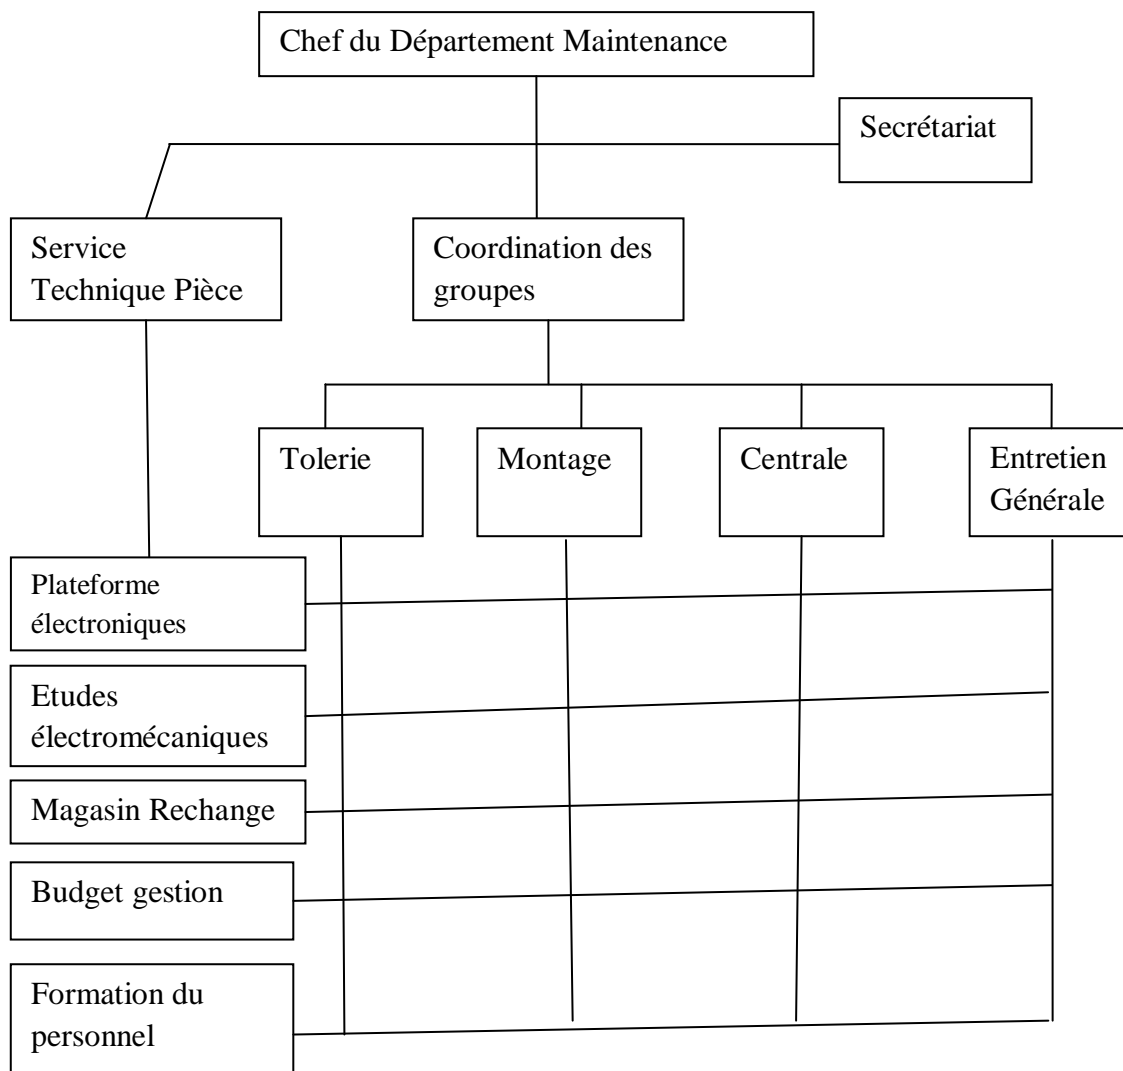 Chef du Département Maintenance
Secrétariat
Service
Technique Pièce
Coordination des
groupes
Tolerie
Montage
Centrale
Entretien
Générale
Plateforme
électroniques
Etudes
électromécaniques
Magasin Rechange
Budget gestion
Formation du
personnel